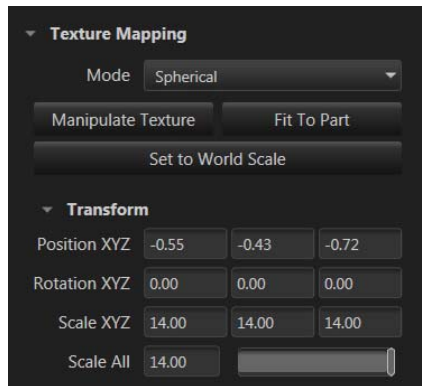 Texture Mapping
Mode Spherical
Manipulate Texture Fit To Part
Set to World Scale
Transform
Position XYZ -0.55 -0.43 -0.72
Rotation XYZ 0.00 0.00 0.00
Scale XYZ 14.00 14.00 14.00
Scale All 14.00